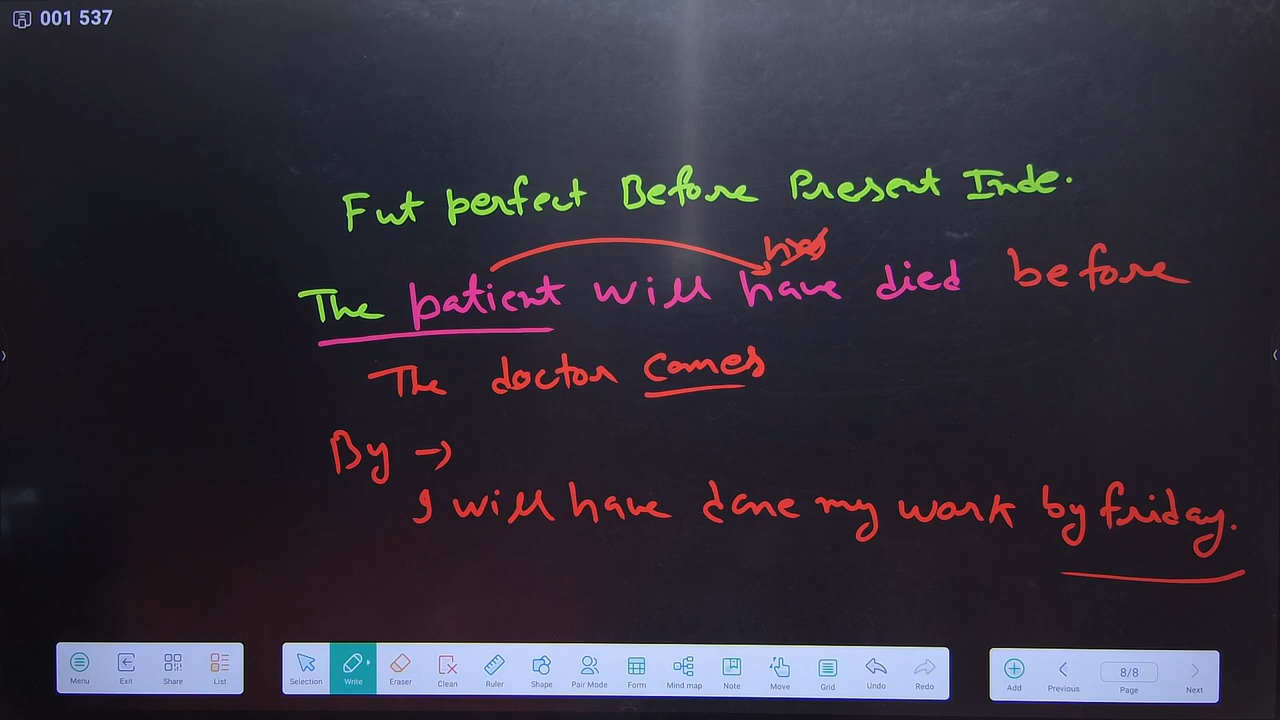 001 537
Fut perfect Before Present Inde.
has
The patient will have died before
The doctor comes
By →
I will have done my work by friday.
Menu Exit Share List Selection Write Eraser Clean Ruler Shape Pair Mode Form Mind map Note Move Grid Undo Redo Add Previous 8/8 Page Next